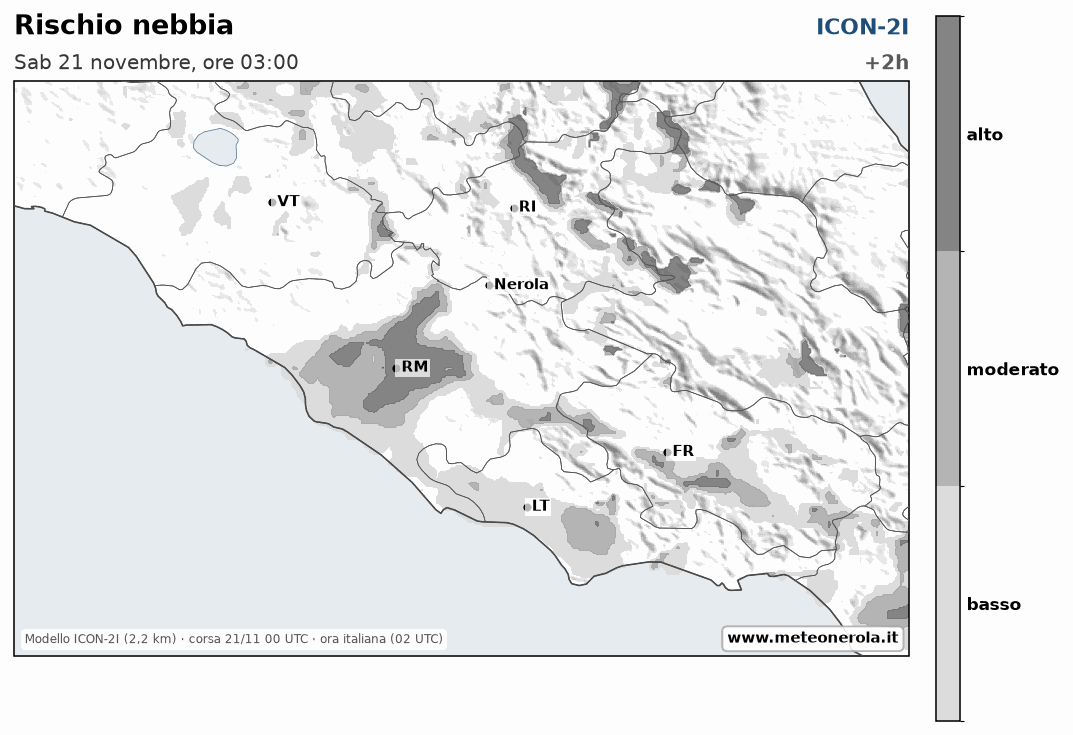 Rischio nebbia
ICON-2I
Sab 21 novembre, ore 03:00
+2h
alto
VT
RI
Nerola
RM
moderato
FR
LT
basso
Modello ICON-2I (2,2 km) · corsa 21/11 00 UTC · ora italiana (02 UTC)
www.meteonerola.it